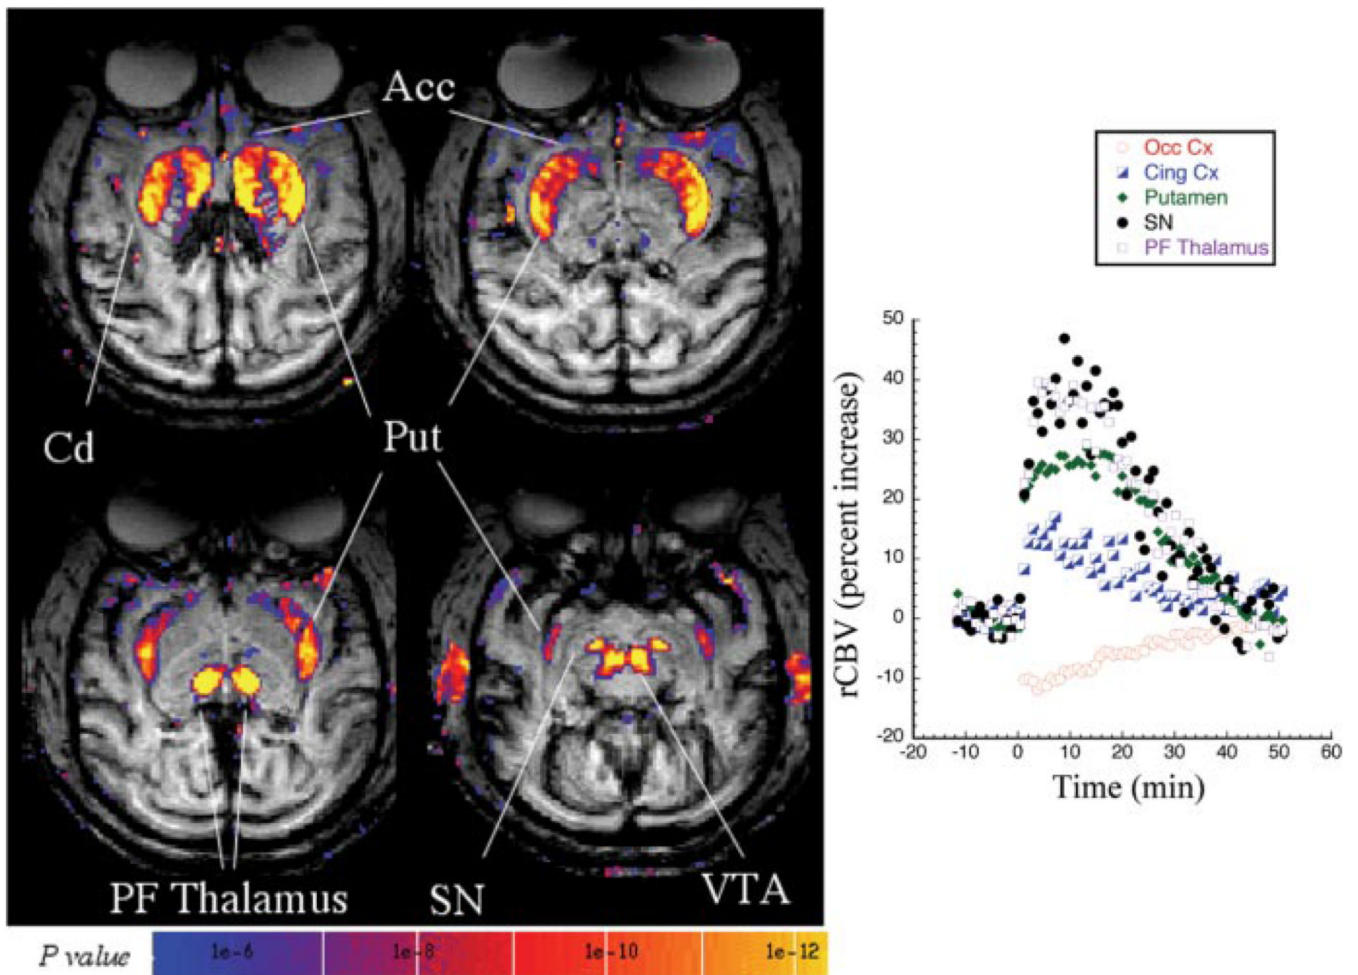 Acc
Cd
Put
PF Thalamus
SN
VTA
P value
1e-6
1e-8
1e-10
1e-12
Occ Cx
Cing Cx
Putamen
SN
PF Thalamus
rCBV (percent increase)
50
40
30
20
10
0
-10
-20
-20
-10
0
10
20
30
40
50
60
Time (min)